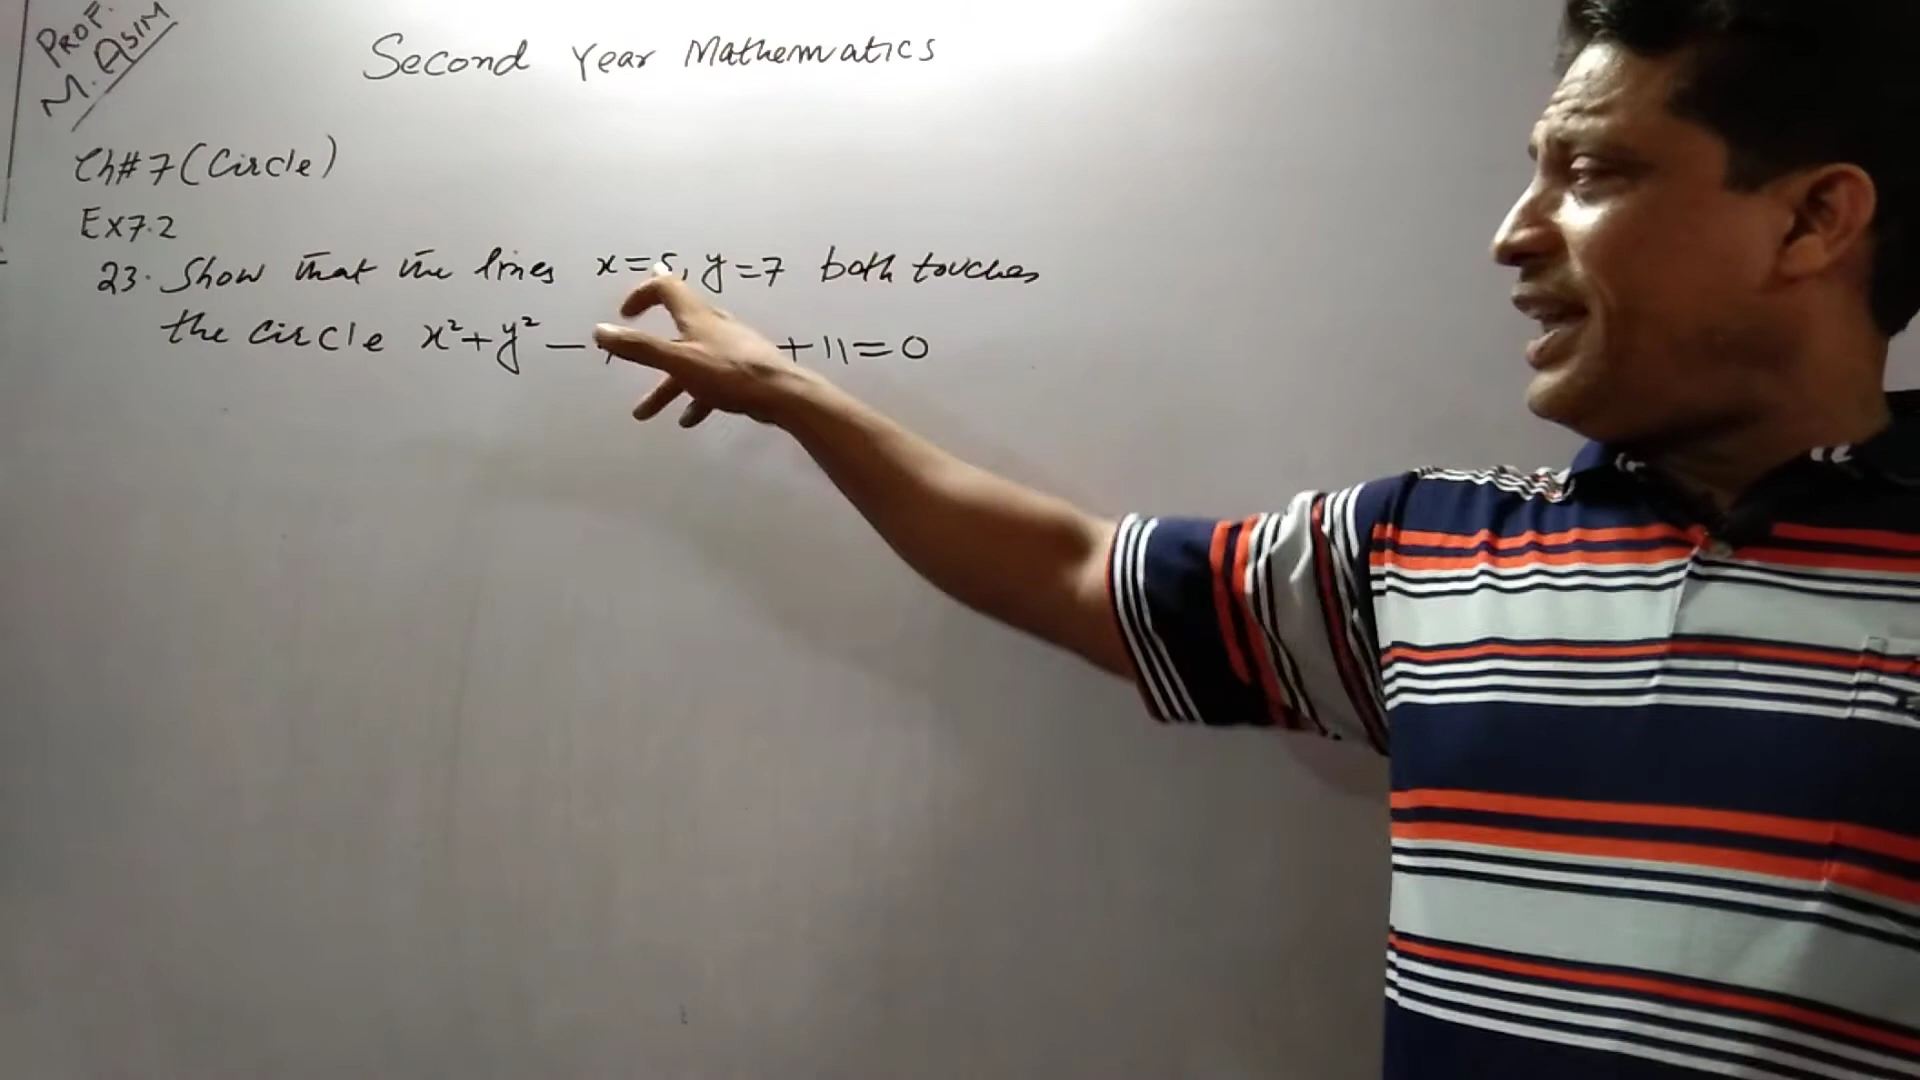 PROF.
M. ASIM
Second Year Mathematics
Ch# 7 (Circle)
Ex7.2
23. Show that the lines x=5, y=7 both touches
the circle x²+y² – +11=0